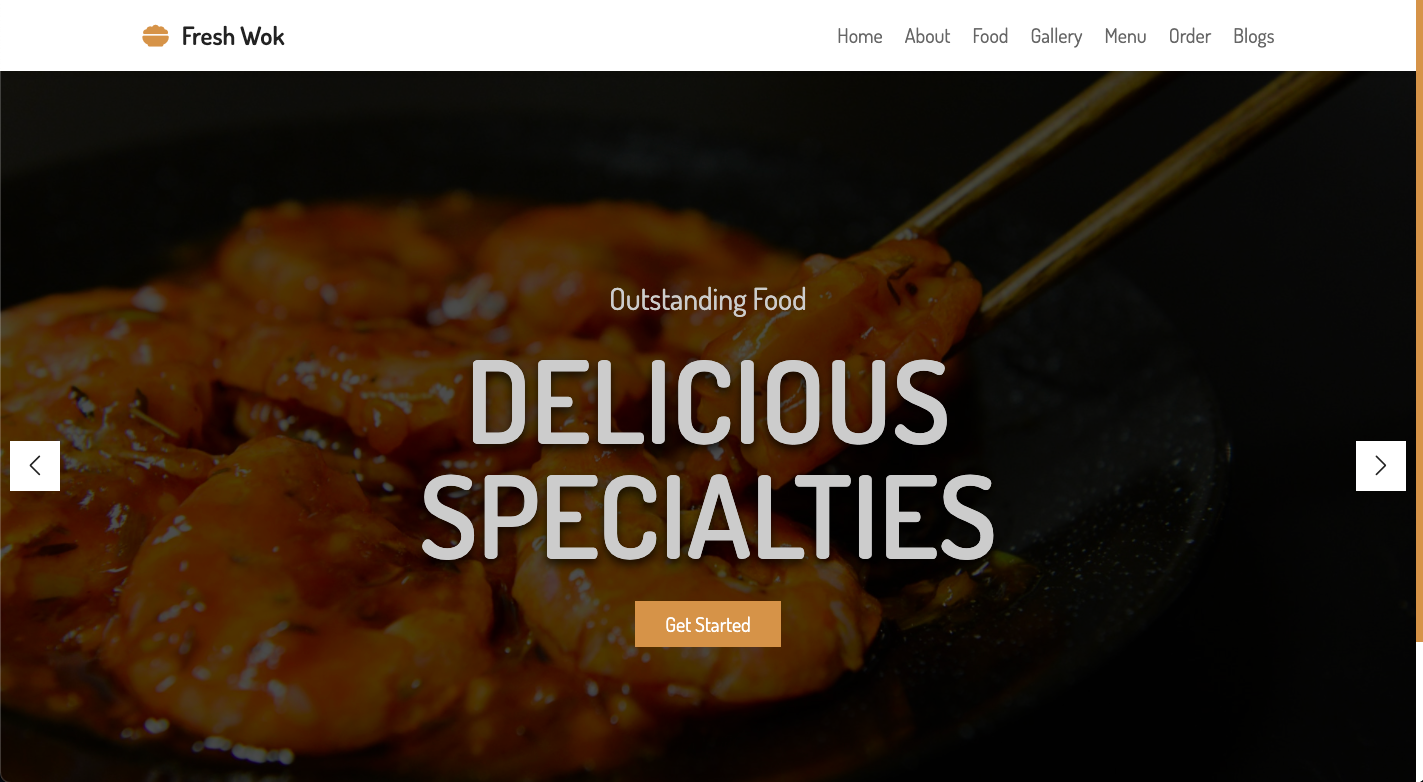 Fresh Wok
Home About Food Gallery Menu Order Blogs
Outstanding Food
DELICIOUS
SPECIALTIES
Get Started